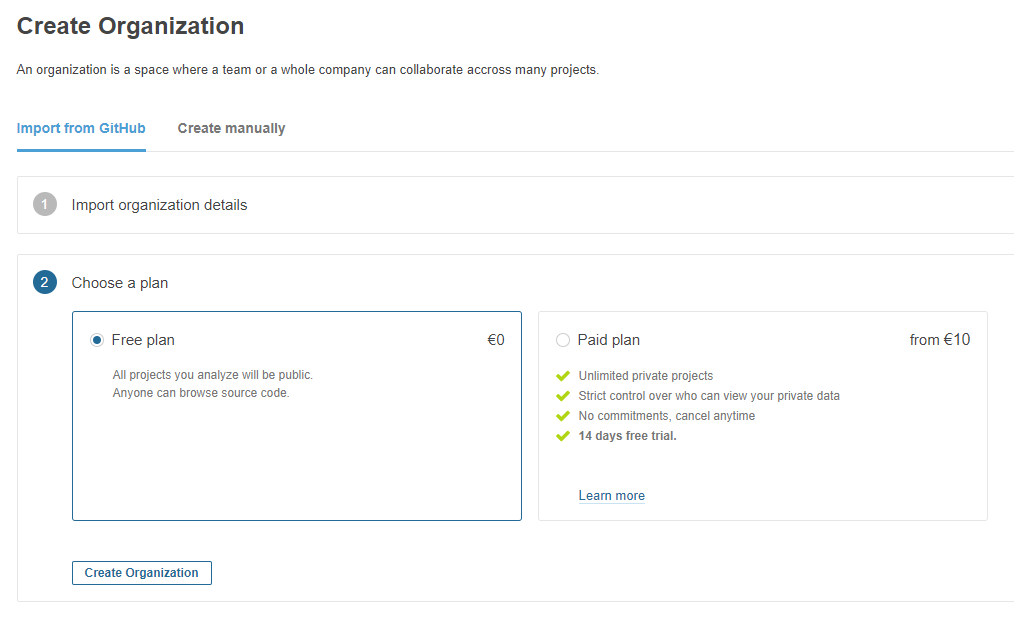 Create Organization
An organization is a space where a team or a whole company can collaborate accross many projects.
Import from GitHub Create manually
1 Import organization details
2 Choose a plan
Free plan €0
All projects you analyze will be public.
Anyone can browse source code.
Paid plan from €10
Unlimited private projects
Strict control over who can view your private data
No commitments, cancel anytime
14 days free trial.
Learn more
Create Organization